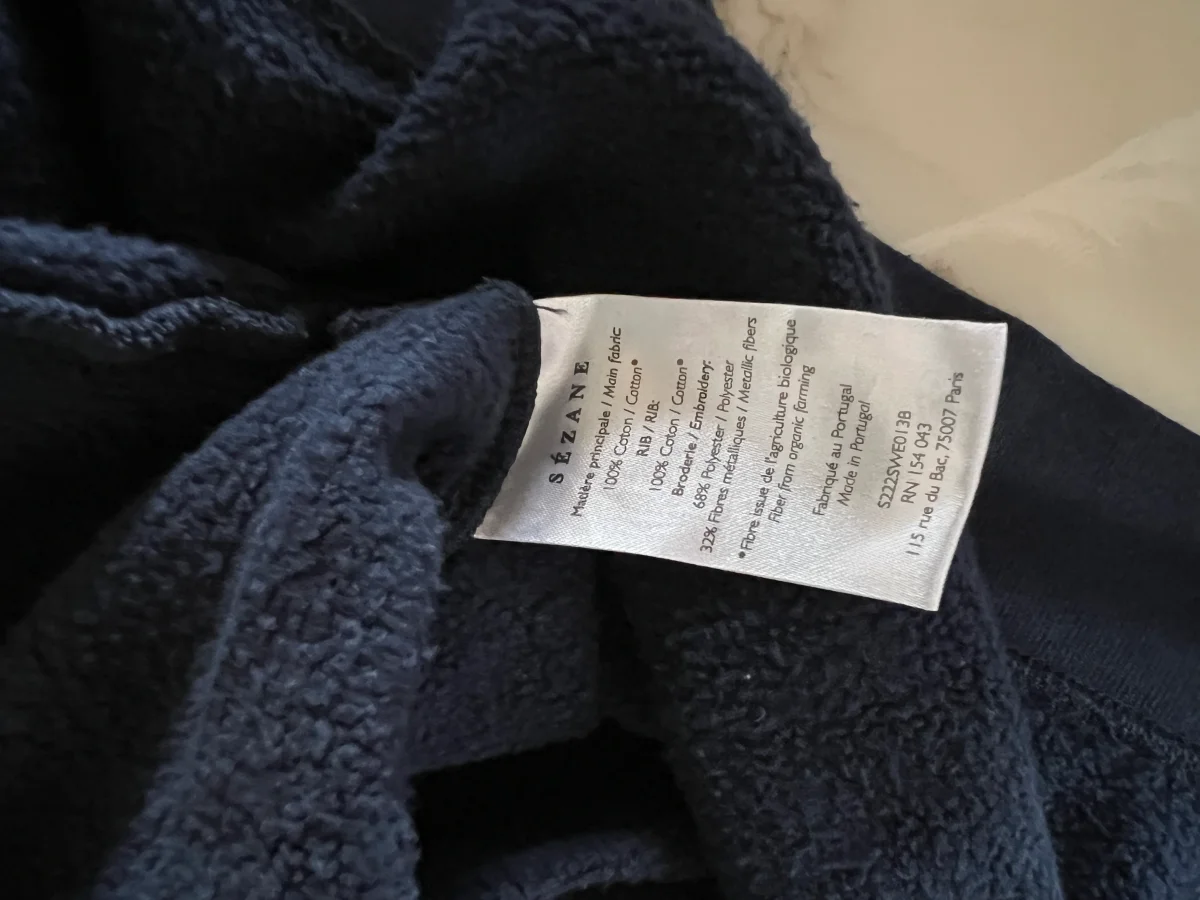 SÉZANE
Matière principale / Main fabric
100% Coton / Cotton*
RIB / RIB:
100% Coton / Cotton*
Broderie / Embroidery:
68% Polyester / Polyester
32% Fibres métalliques / Metallic fibers
*Fibre issue de l'agriculture biologique
Fiber from organic farming
Fabriqué au Portugal
Made in Portugal
S222SWE013B
RN 154 043
115 rue du Bac, 75007 Paris